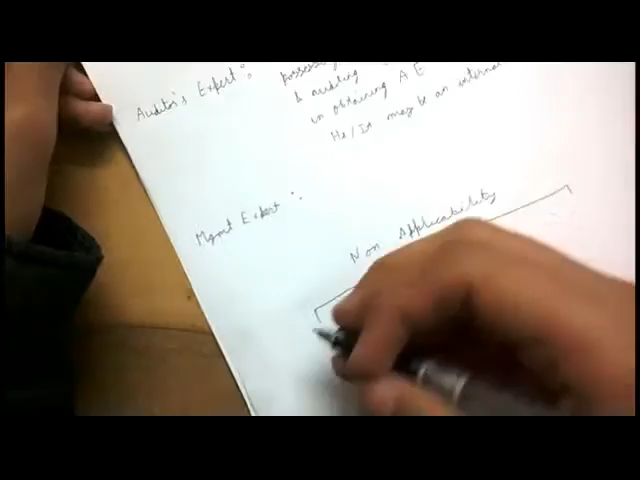 Auditor's Expert : possessing
& auditing
in obtaining A E
He/It may be an internal
Mgmt Expert :
Non Applicability